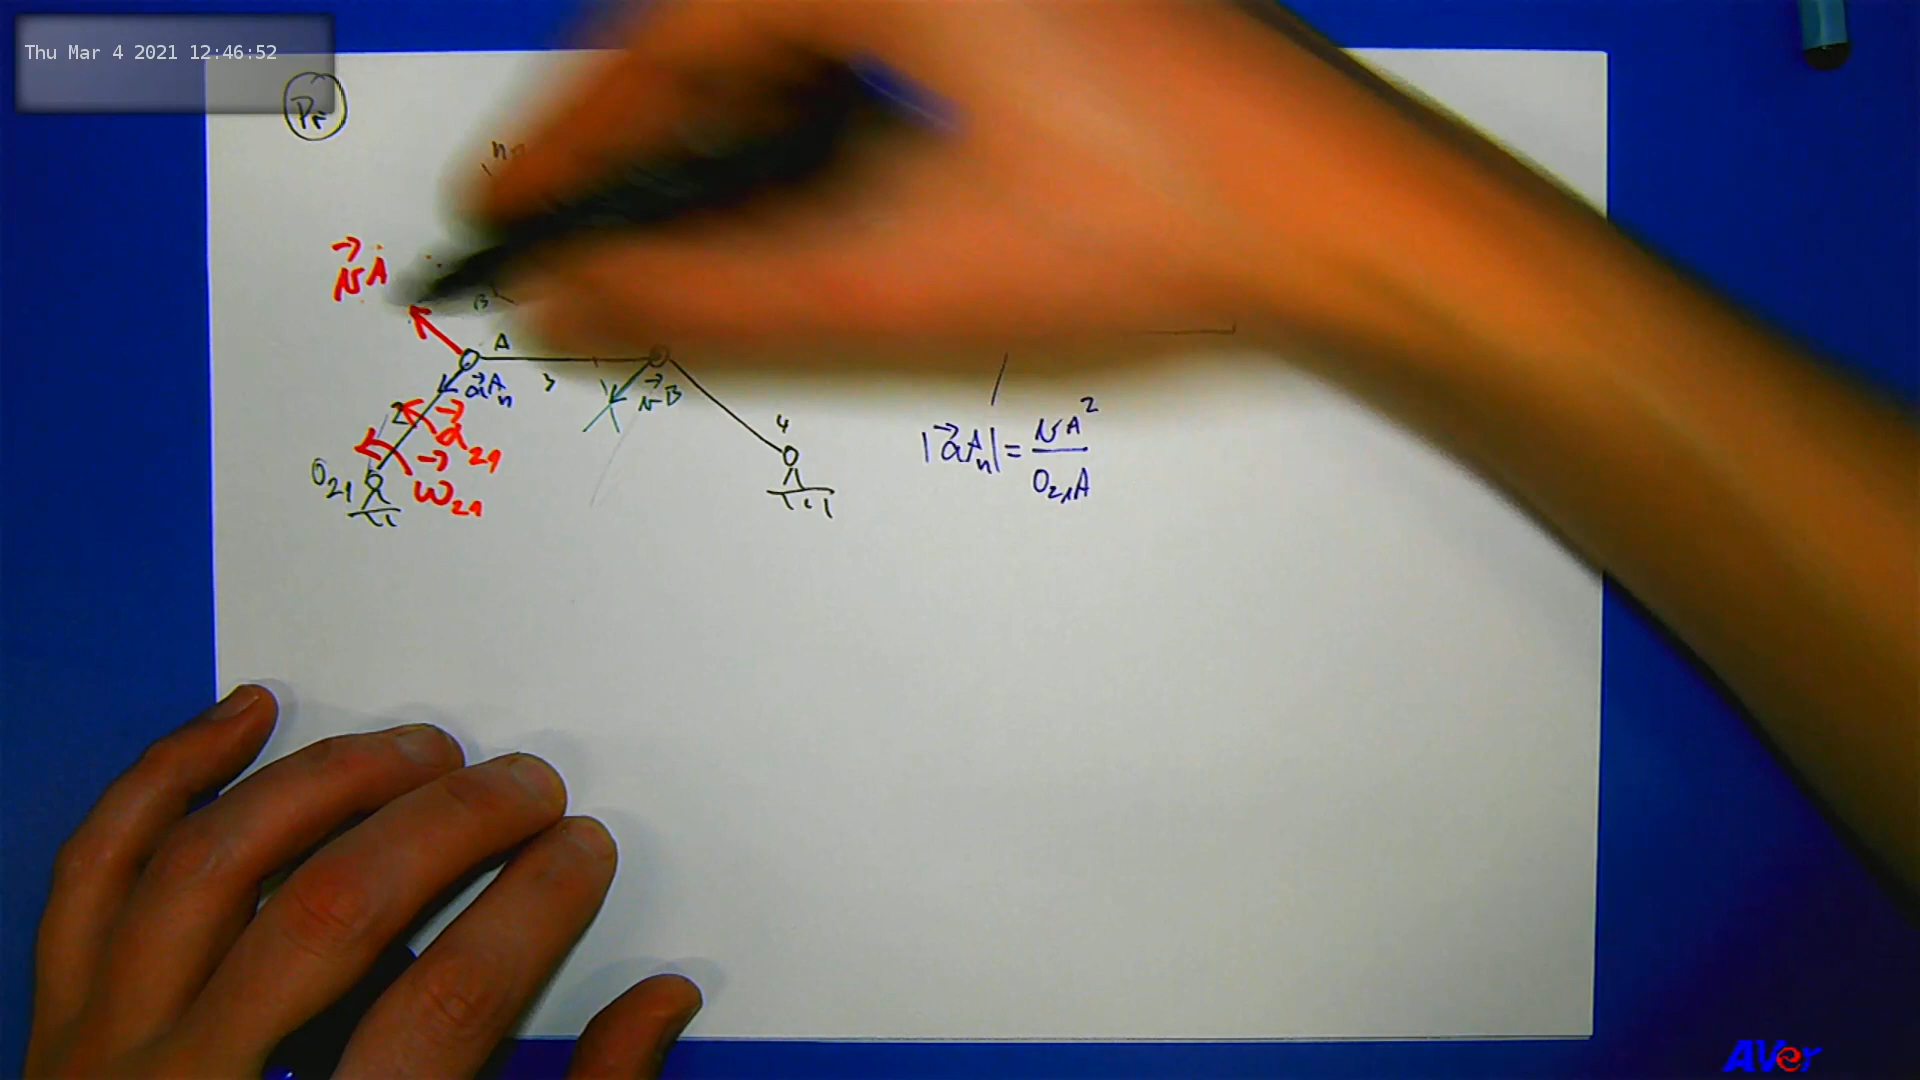 Thu Mar 4 2021 12:46:52
Př
vA
A
3
aAn
vB
2
α21
4
O21
ω21
|aAn| = vA² / O21A
AVer